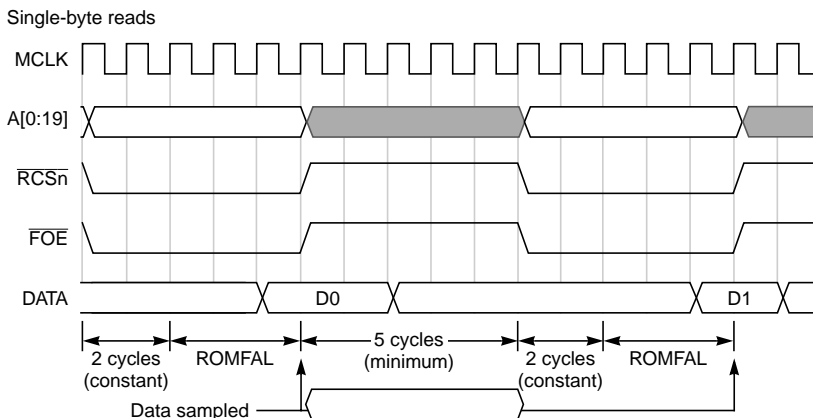 Single-byte reads
MCLK
A[0:19]
RCSn
FOE
DATA
D0
D1
2 cycles
(constant)
ROMFAL
5 cycles
(minimum)
2 cycles
(constant)
ROMFAL
Data sampled